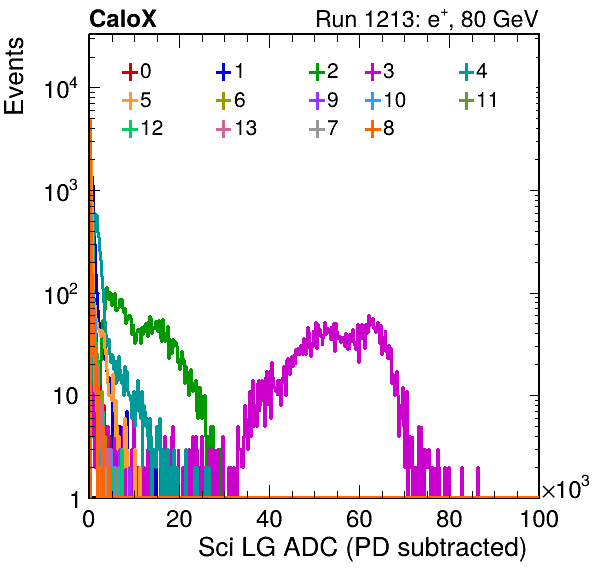 CaloX Run 1213: e⁺, 80 GeV
Events
0 1 2 3 4
5 6 9 10 11
12 13 7 8
10⁴
10³
10²
10
1
0 20 40 60 80 100
×10³
Sci LG ADC (PD subtracted)